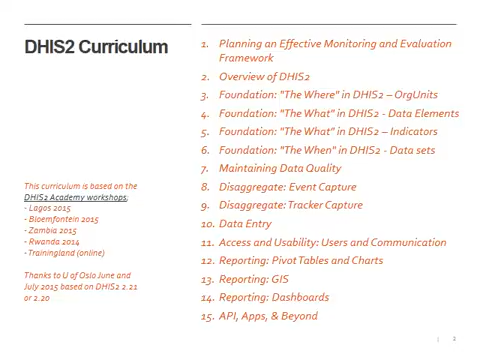 DHIS2 Curriculum
This curriculum is based on the
DHIS2 Academy workshops:
- Lagos 2015
- Bloemfontein 2015
- Zambia 2015
- Rwanda 2014
- Trainingland (online)
Thanks to U of Oslo June and
July 2015 based on DHIS2 2.21
or 2.20
1. Planning an Effective Monitoring and Evaluation
Framework
2. Overview of DHIS2
3. Foundation: "The Where" in DHIS2 – OrgUnits
4. Foundation: "The What" in DHIS2 - Data Elements
5. Foundation: "The What" in DHIS2 – Indicators
6. Foundation: "The When" in DHIS2 - Data sets
7. Maintaining Data Quality
8. Disaggregate: Event Capture
9. Disaggregate: Tracker Capture
10. Data Entry
11. Access and Usability: Users and Communication
12. Reporting: Pivot Tables and Charts
13. Reporting: GIS
14. Reporting: Dashboards
15. API, Apps, & Beyond
| 2